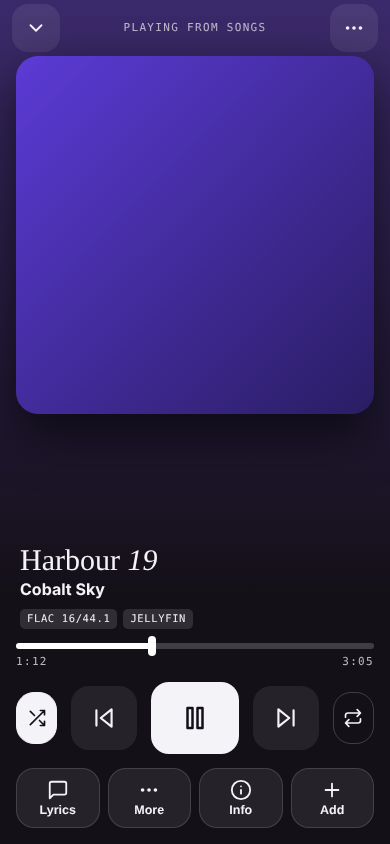 PLAYING FROM SONGS
Harbour 19
Cobalt Sky
FLAC 16/44.1 JELLYFIN
1:12 3:05
Lyrics More Info Add